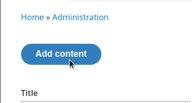 Home » Administration
Add content
Title